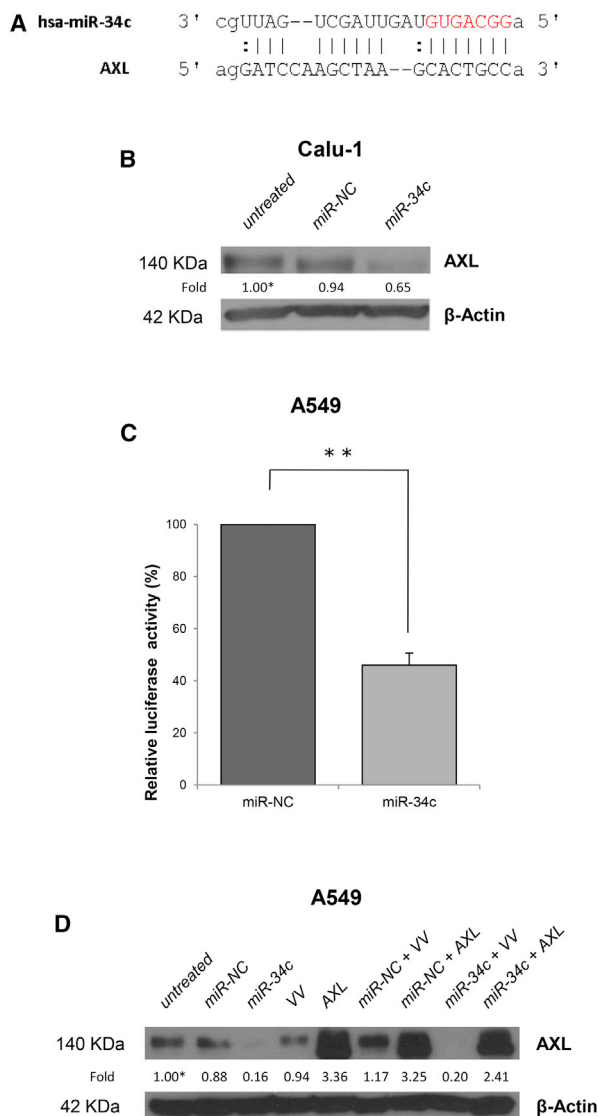 A
hsa-miR-34c 3' cgUUAG--UCGAUUGAUGUGACGGa 5'
:||| |||||| :|||||||
AXL 5' agGATCCAAGCTAA--GCACTGCCa 3'
B
Calu-1
untreated miR-NC miR-34c
140 KDa AXL
Fold 1.00* 0.94 0.65
42 KDa β-Actin
A549
C
**
Relative luciferase activity (%)
100
80
60
40
20
0
miR-NC miR-34c
A549
D
untreated miR-NC miR-34c VV AXL miR-NC + VV miR-NC + AXL miR-34c + VV miR-34c + AXL
140 KDa AXL
Fold 1.00* 0.88 0.16 0.94 3.36 1.17 3.25 0.20 2.41
42 KDa β-Actin